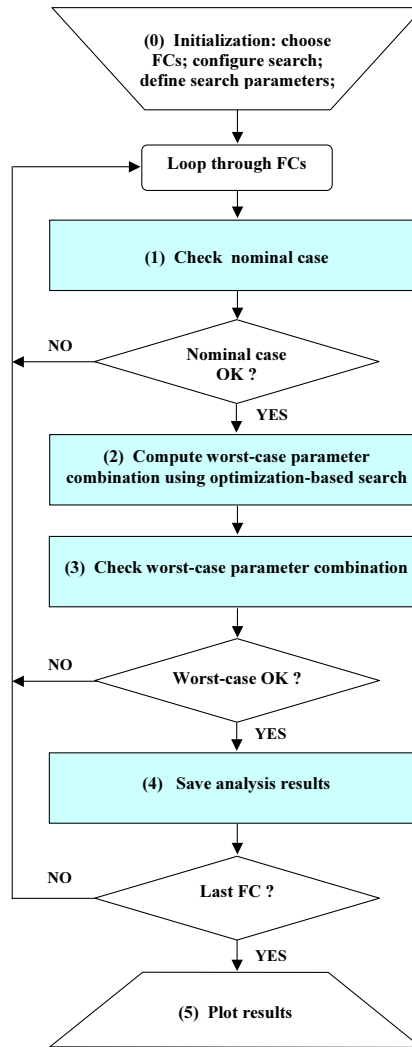 (0) Initialization: choose
FCs; configure search;
define search parameters;
Loop through FCs
(1) Check nominal case
NO
Nominal case
OK ?
YES
(2) Compute worst-case parameter
combination using optimization-based search
(3) Check worst-case parameter combination
NO
Worst-case OK ?
YES
(4) Save analysis results
NO
Last FC ?
YES
(5) Plot results